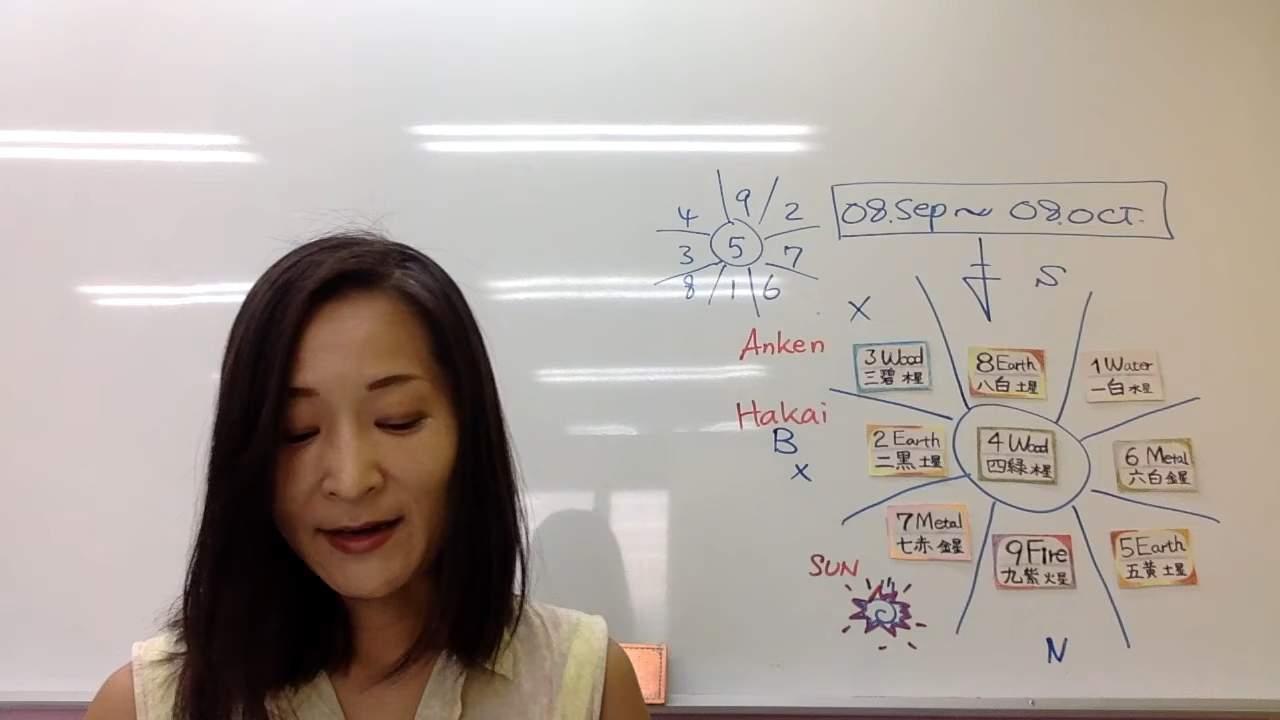 9
4
2
3
5
7
8
1
6
08.Sep ~ 08.OCT.
S
X
Anken
3 Wood
三碧 木星
8 Earth
八白 土星
1 Water
一白 水星
Hakai
B
X
2 Earth
二黒 土星
4 Wood
四緑 木星
6 Metal
六白 金星
7 Metal
七赤 金星
9 Fire
九紫 火星
5 Earth
五黄 土星
SUN
N